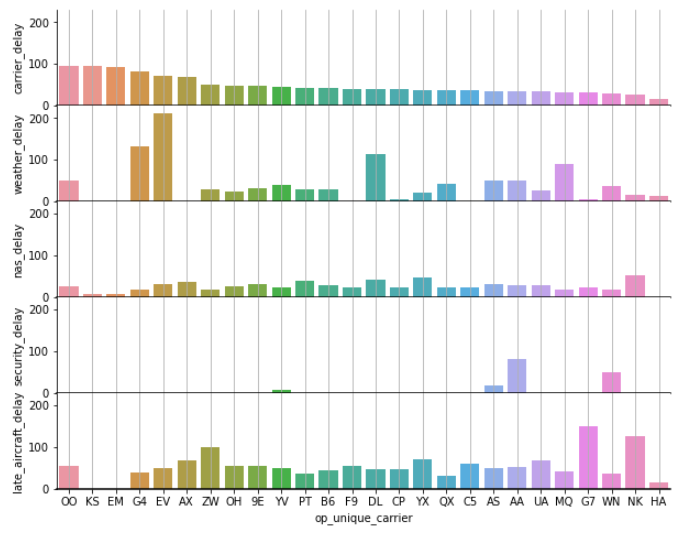 200
carrier_delay
100
0
200
weather_delay
100
0
200
nas_delay
100
0
200
security_delay
100
0
200
late_aircraft_delay
100
0
OO KS EM G4 EV AX ZW OH 9E YV PT B6 F9 DL CP YX QX C5 AS AA UA MQ G7 WN NK HA
op_unique_carrier